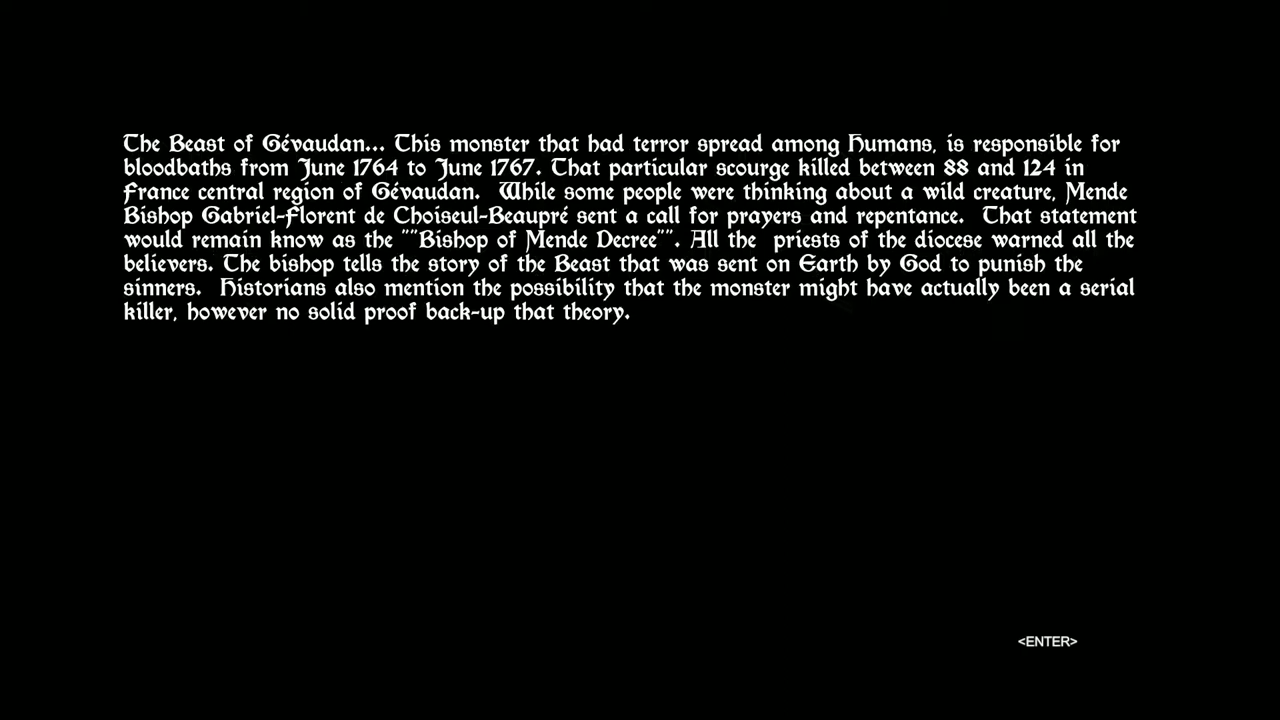 The Beast of Gévaudan... This monster that had terror spread among Humans, is responsible for
bloodbaths from June 1764 to June 1767. That particular scourge killed between 88 and 124 in
France central region of Gévaudan.  While some people were thinking about a wild creature, Mende
Bishop Gabriel-Florent de Choiseul-Beaupré sent a call for prayers and repentance.  That statement
would remain know as the ""Bishop of Mende Decree"". All the  priests of the diocese warned all the
believers. The bishop tells the story of the Beast that was sent on Earth by God to punish the
sinners.  Historians also mention the possibility that the monster might have actually been a serial
killer, however no solid proof back-up that theory.
<ENTER>